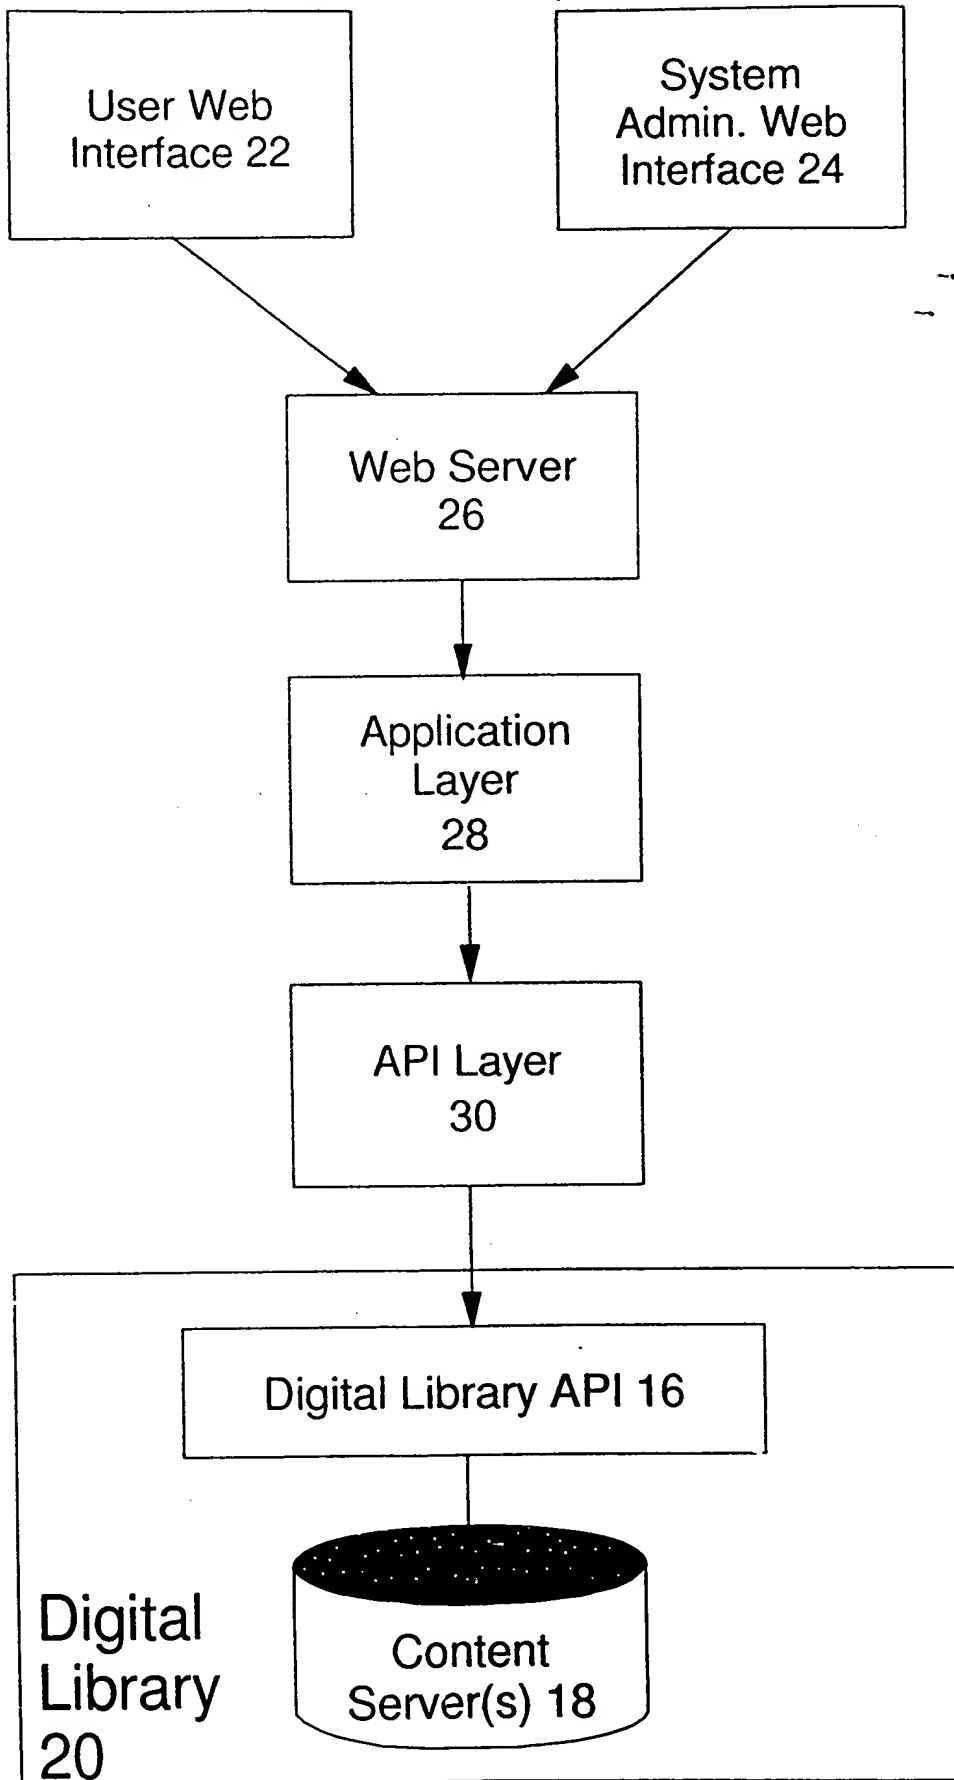 User Web
Interface 22
System
Admin. Web
Interface 24
Web Server
26
Application
Layer
28
API Layer
30
Digital Library API 16
Content
Server(s) 18
Digital
Library
20